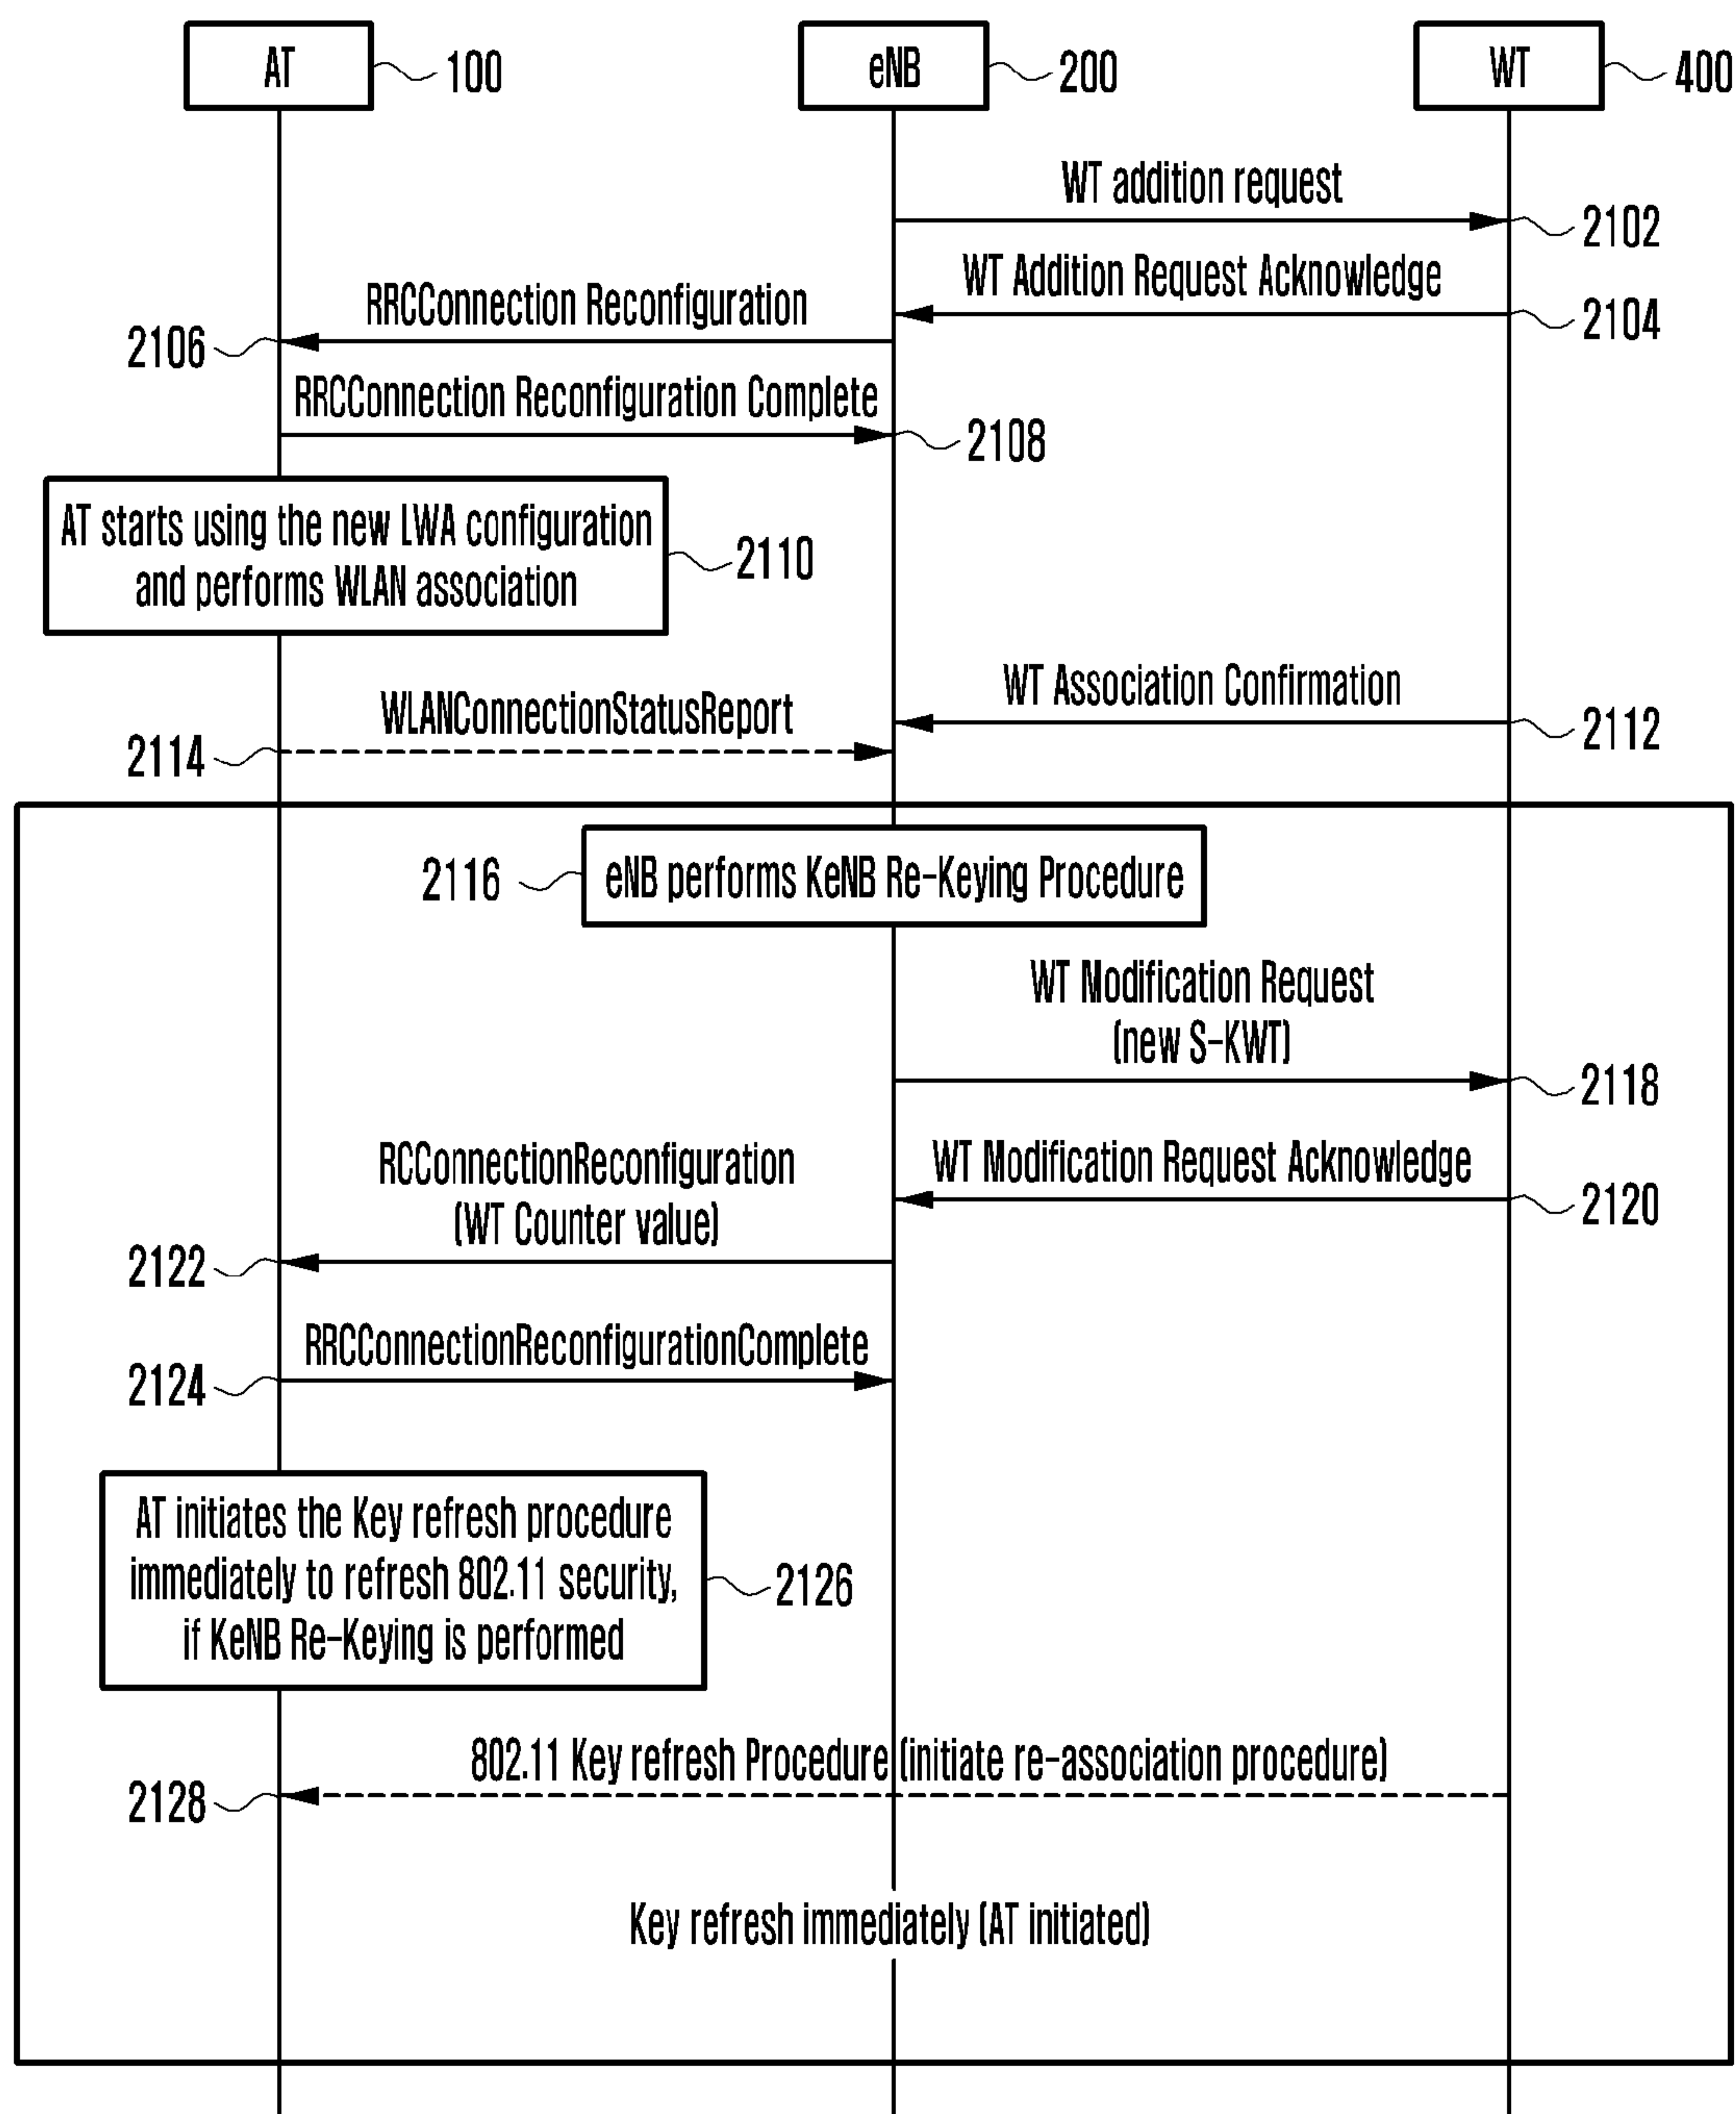 AT
100
eNB
200
WT
400
WT addition request
2102
WT Addition Request Acknowledge
2104
RRCConnection Reconfiguration
2106
RRCConnection Reconfiguration Complete
2108
AT starts using the new LWA configuration
and performs WLAN association
2110
WT Association Confirmation
2112
WLANConnectionStatusReport
2114
2116
eNB performs KeNB Re-Keying Procedure
WT Modification Request
(new S-KWT)
2118
WT Modification Request Acknowledge
2120
RCConnectionReconfiguration
(WT Counter value)
2122
RRCConnectionReconfigurationComplete
2124
AT initiates the Key refresh procedure
immediately to refresh 802.11 security,
if KeNB Re-Keying is performed
2126
802.11 Key refresh Procedure (initiate re-association procedure)
2128
Key refresh immediately (AT initiated)